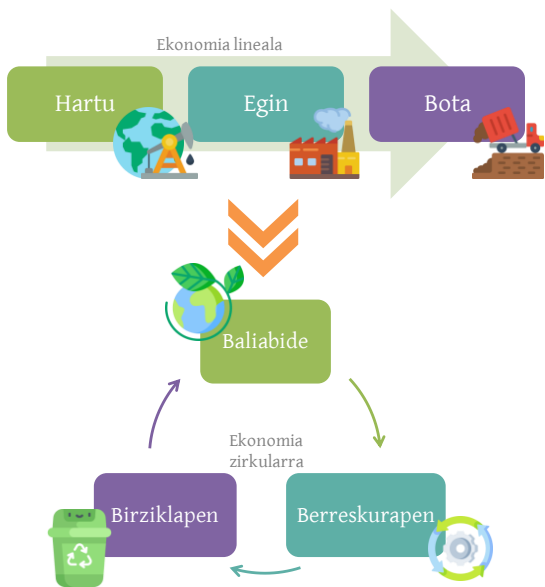 Ekonomia lineala
Hartu
Egin
Bota
Baliabide
Ekonomia
zirkularra
Birziklapen
Berreskurapen